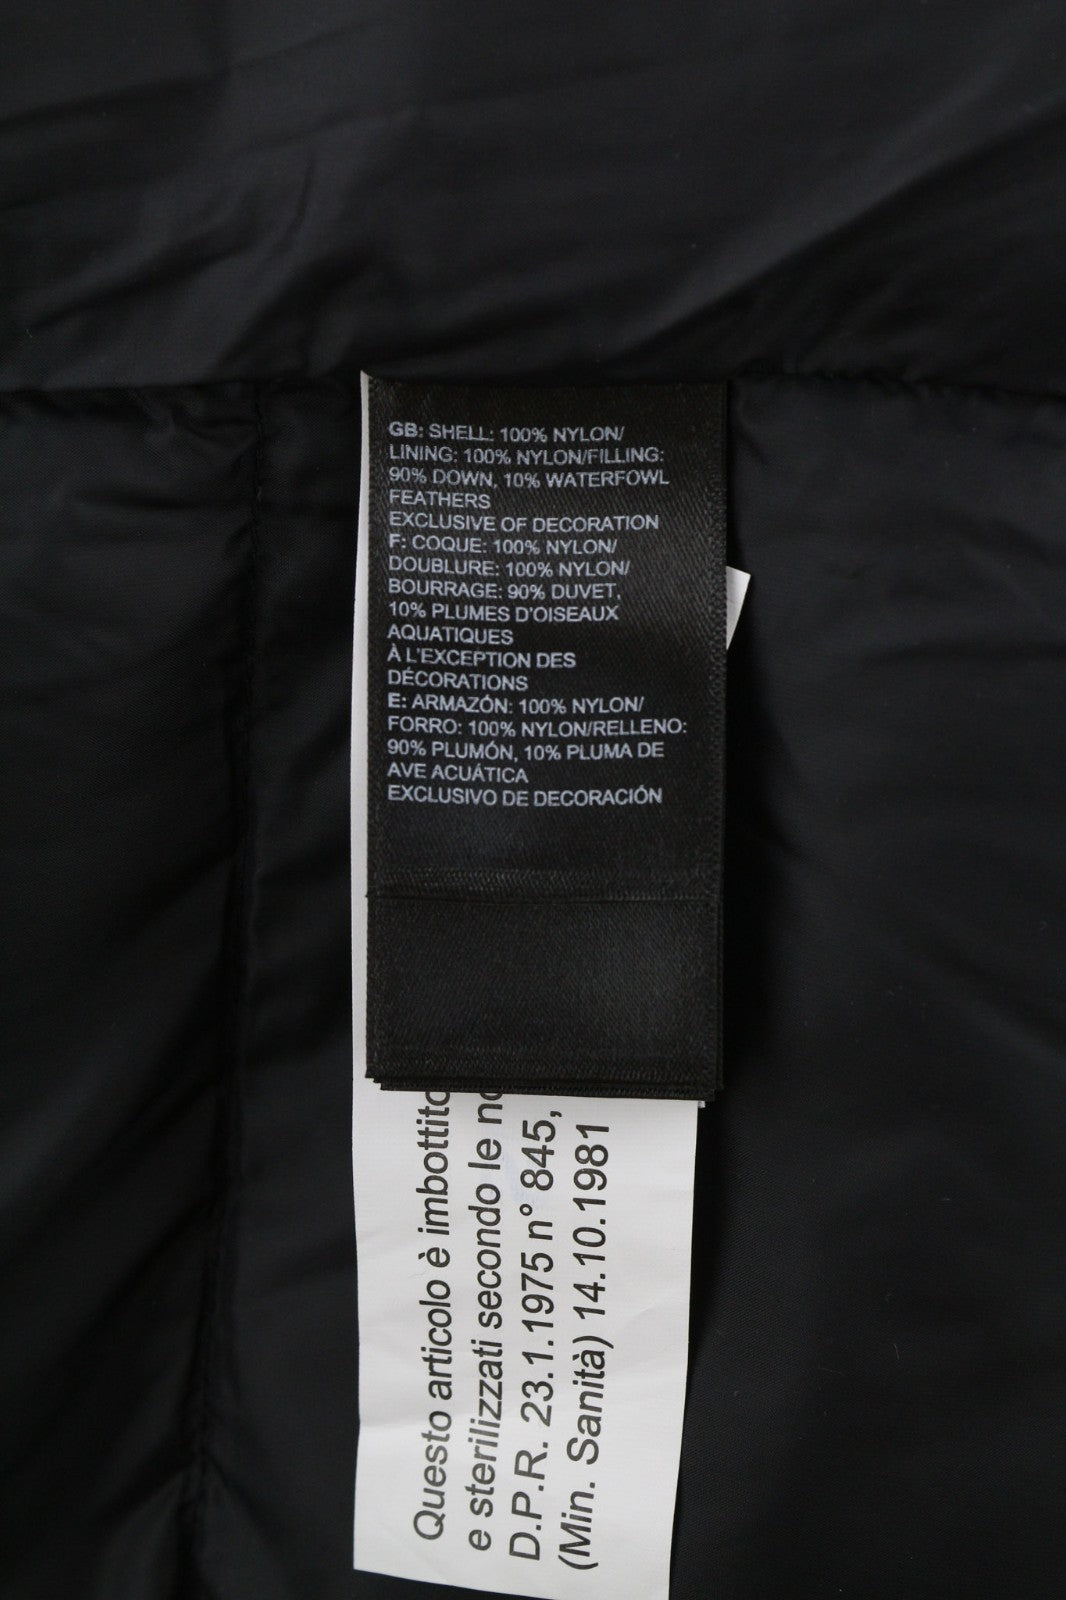 GB: SHELL: 100% NYLON/
LINING: 100% NYLON/FILLING:
90% DOWN, 10% WATERFOWL
FEATHERS
EXCLUSIVE OF DECORATION
F: COQUE: 100% NYLON/
DOUBLURE: 100% NYLON/
BOURRAGE: 90% DUVET,
10% PLUMES D'OISEAUX
AQUATIQUES
À L'EXCEPTION DES
DÉCORATIONS
E: ARMAZÓN: 100% NYLON/
FORRO: 100% NYLON/RELLENO:
90% PLUMÓN, 10% PLUMA DE
AVE ACUÁTICA
EXCLUSIVO DE DECORACIÓN
Questo articolo è imbottito
e sterilizzati secondo le
D.P.R. 23.1.1975 n° 845,
(Min. Sanità) 14.10.1981